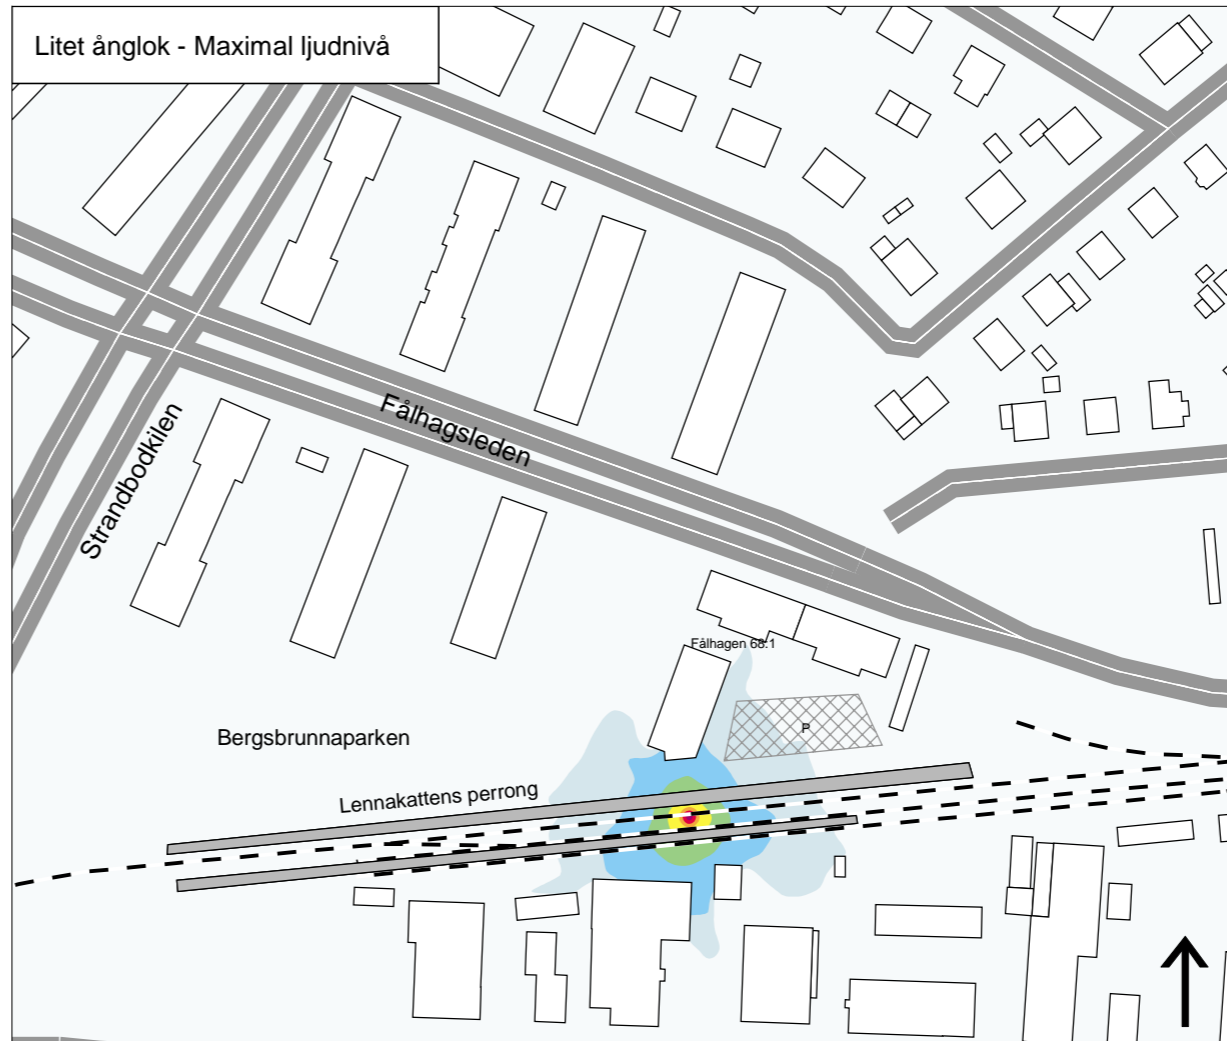 Litet ånglok - Maximal ljudnivå
Fålhagsleden
Strandbodkilen
Fålhagen 68:1
P
Bergsbrunnaparken
Lennakattens perrong